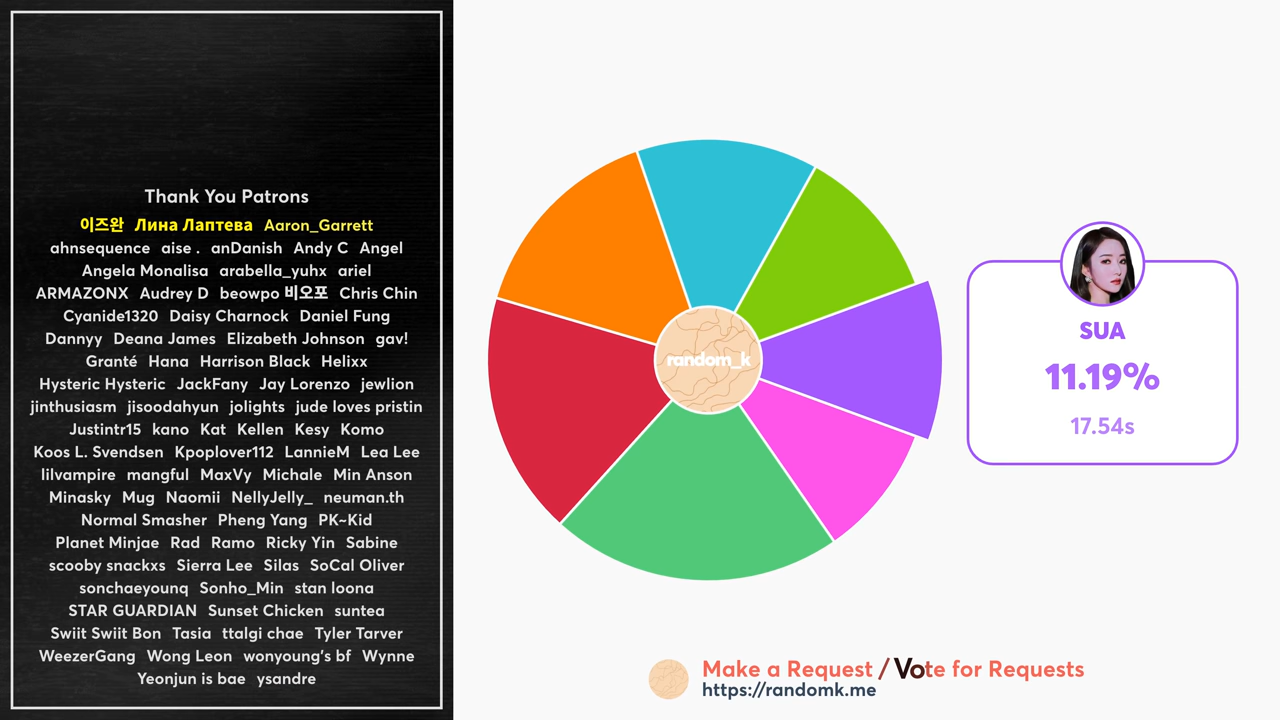 Thank You Patrons
이즈완 Лина Лаптева Aaron_Garrett
ahnsequence aise . anDanish Andy C Angel
Angela Monalisa arabella_yuhx ariel
ARMAZONX Audrey D beowpo 비오포 Chris Chin
Cyanide1320 Daisy Charnock Daniel Fung
Dannyy Deana James Elizabeth Johnson gav!
Granté Hana Harrison Black Helixx
Hysteric Hysteric JackFany Jay Lorenzo jewlion
jinthusiasm jisoodahyun jolights jude loves pristin
Justintr15 kano Kat Kellen Kesy Komo
Koos L. Svendsen Kpoplover112 LannieM Lea Lee
lilvampire mangful MaxVy Michale Min Anson
Minasky Mug Naomii NellyJelly_ neuman.th
Normal Smasher Pheng Yang PK~Kid
Planet Minjae Rad Ramo Ricky Yin Sabine
scooby snackxs Sierra Lee Silas SoCal Oliver
sonchaeyounq Sonho_Min stan loona
STAR GUARDIAN Sunset Chicken suntea
Swiit Swiit Bon Tasia ttalgi chae Tyler Tarver
WeezerGang Wong Leon wonyoung's bf Wynne
Yeonjun is bae ysandre
random_k
SUA
11.19%
17.54s
Make a Request / Vote for Requests
https://randomk.me